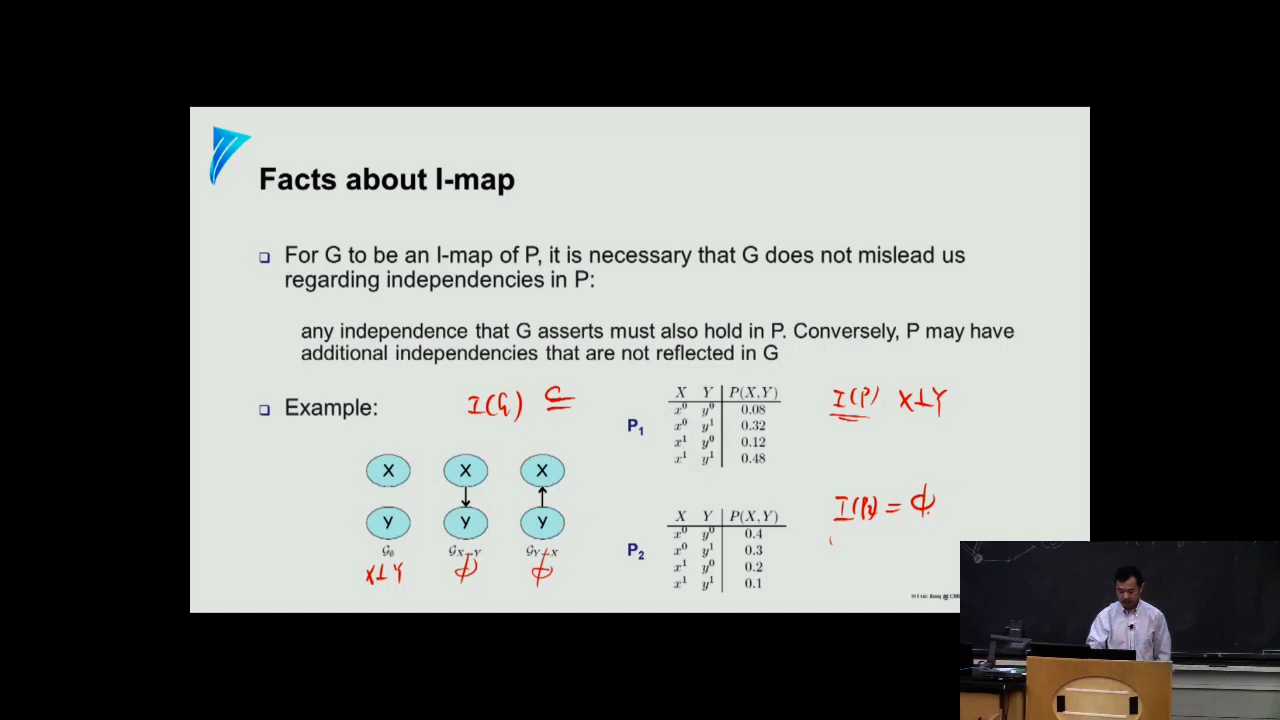 Facts about I-map
For G to be an I-map of P, it is necessary that G does not mislead us
regarding independencies in P:
any independence that G asserts must also hold in P. Conversely, P may have
additional independencies that are not reflected in G
Example:
I(G) ⊆
P₁
X Y P(X,Y)
x⁰ y⁰ 0.08
x⁰ y¹ 0.32
x¹ y⁰ 0.12
x¹ y¹ 0.48
I(P) X⊥Y
X X X
Y Y Y
G∅ G X→Y G Y→X
X⊥Y ϕ ϕ
P₂
X Y P(X,Y)
x⁰ y⁰ 0.4
x⁰ y¹ 0.3
x¹ y⁰ 0.2
x¹ y¹ 0.1
I(P₂) = ϕ